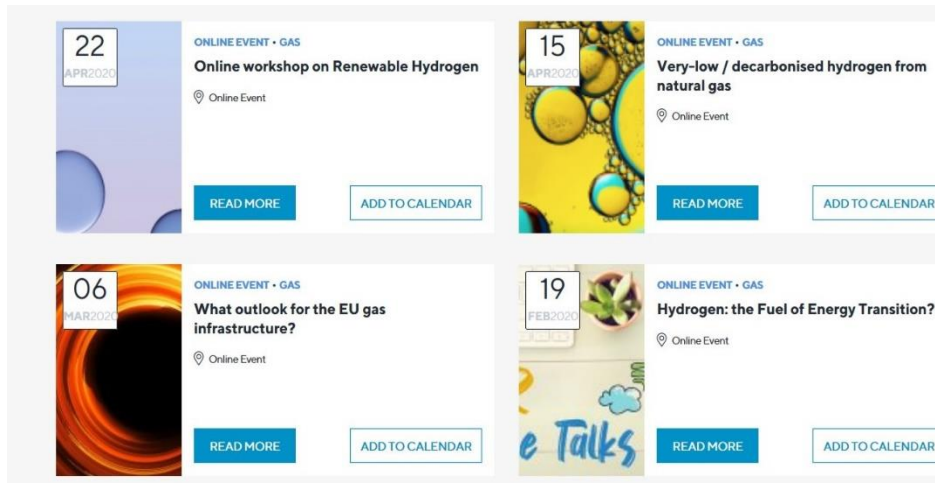 22
APR2020
ONLINE EVENT • GAS
Online workshop on Renewable Hydrogen
Online Event
READ MORE
ADD TO CALENDAR
15
APR2020
ONLINE EVENT • GAS
Very-low / decarbonised hydrogen from
natural gas
Online Event
READ MORE
ADD TO CALENDAR
06
MAR2020
ONLINE EVENT • GAS
What outlook for the EU gas
infrastructure?
Online Event
READ MORE
ADD TO CALENDAR
19
FEB2020
e Talks
ONLINE EVENT • GAS
Hydrogen: the Fuel of Energy Transition?
Online Event
READ MORE
ADD TO CALENDAR